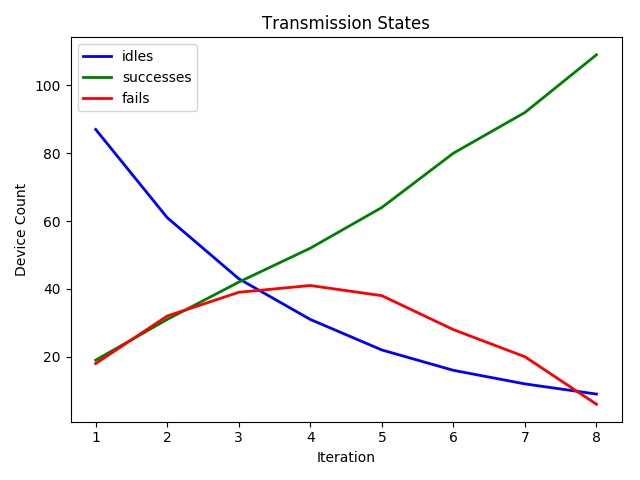 Transmission States
idles
successes
fails
Device Count
100
80
60
40
20
1 2 3 4 5 6 7 8
Iteration